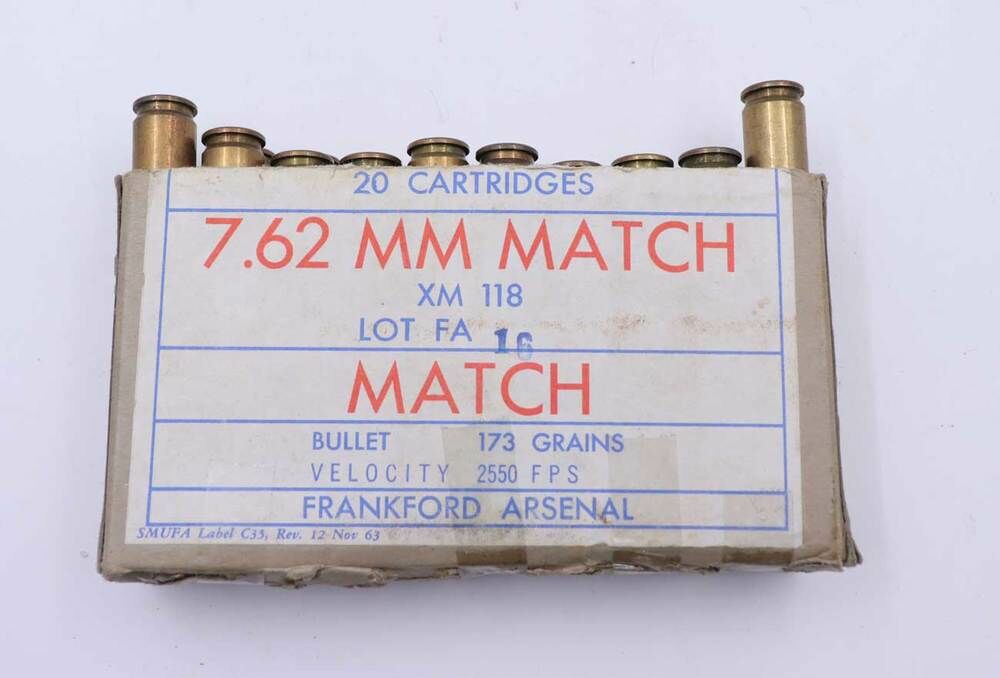 20 CARTRIDGES
7.62 MM MATCH
XM 118
LOT FA 16
MATCH
BULLET 173 GRAINS
VELOCITY 2550 FPS
FRANKFORD ARSENAL
SMUFA Label C35, Rev. 12 Nov 63